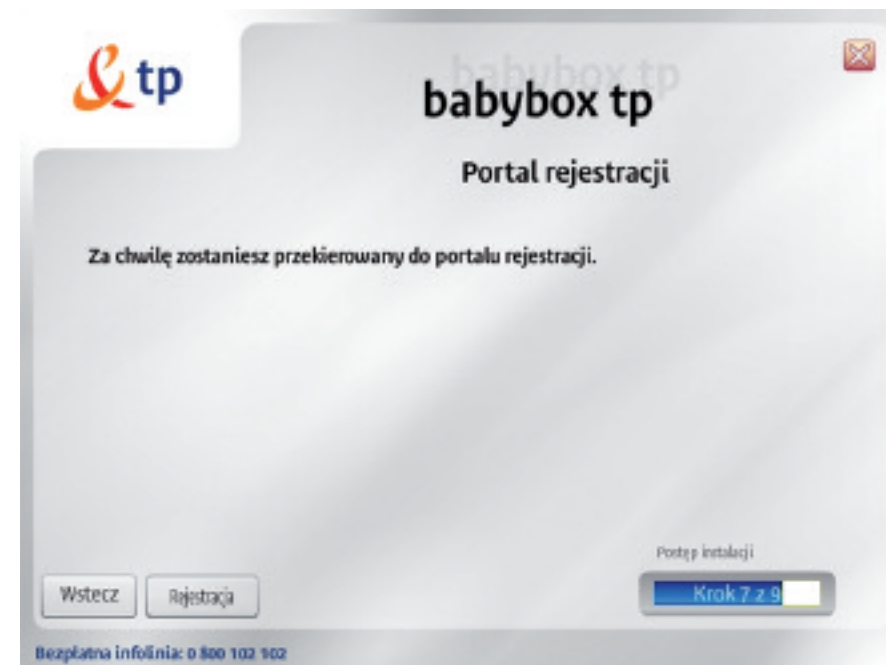 tp
babybox tp
babybox tp
Portal rejestracji
Za chwilę zostaniesz przekierowany do portalu rejestracji.
Postęp instalacji
Wstecz
Rejestracja
Krok 7 z 9
Bezpłatna infolinia: 0 800 102 102